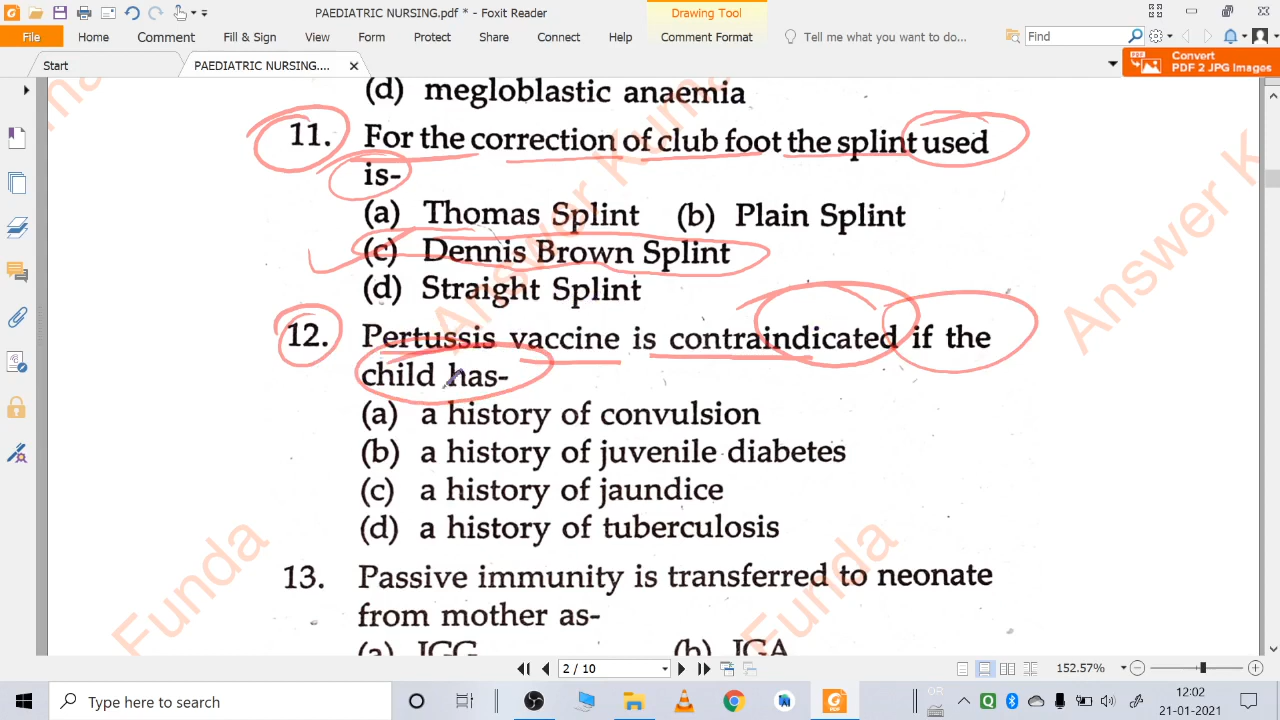 PAEDIATRIC NURSING.pdf * - Foxit Reader
Drawing Tool
File Home Comment Fill & Sign View Form Protect Share Connect Help Comment Format Tell me what you want to do... Find
Start PAEDIATRIC NURSING....
Convert
PDF 2 JPG Images
(d) megloblastic anaemia
11. For the correction of club foot the splint used
is-
(a) Thomas Splint (b) Plain Splint
(c) Dennis Brown Splint
(d) Straight Splint
12. Pertussis vaccine is contraindicated if the
child has-
(a) a history of convulsion
(b) a history of juvenile diabetes
(c) a history of jaundice
(d) a history of tuberculosis
13. Passive immunity is transferred to neonate
from mother as-
(a) IGG (b) IGA
Answer Kuma
Answer K
Funda
Funda
2 / 10 152.57%
Type here to search
12:02
21-01-2021